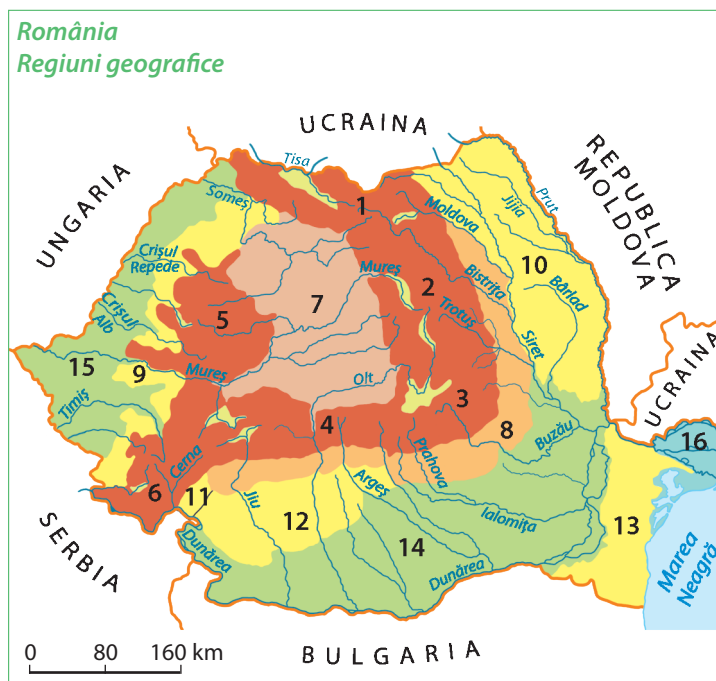 România
Regiuni geografice
UCRAINA
UNGARIA
REPUBLICA
MOLDOVA
Tisa
Someș
1
Moldova
Jijia
Prut
Crișul
Repede
Mureș
2
Bistrița
10
Bârlad
7
Crișul
Alb
5
Trotuș
Siret
15
9
Mureș
Olt
3
UCRAINA
Timiș
4
8
Buzău
16
Cerna
Prahova
6
11
Jiu
12
Argeș
Ialomița
13
SERBIA
Dunărea
14
Dunărea
Marea
Neagră
0 80 160 km
BULGARIA